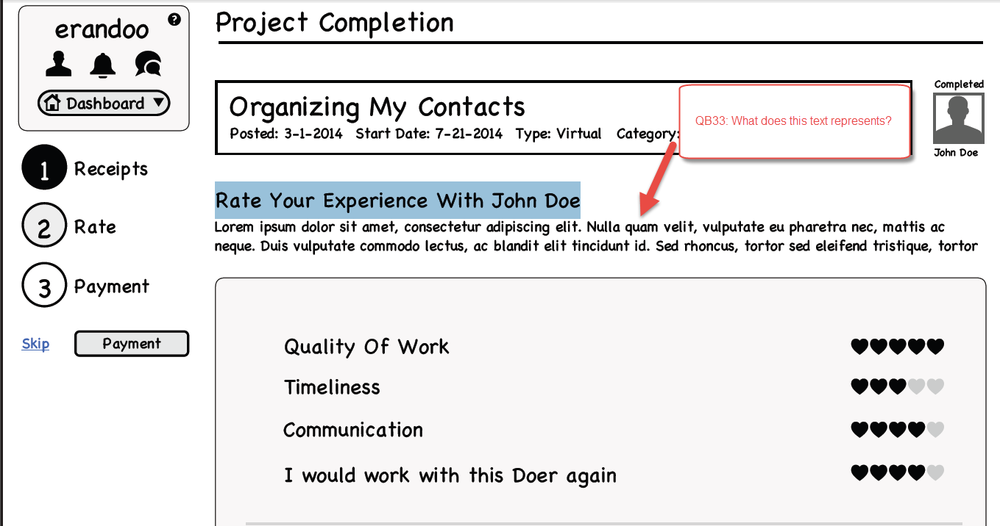 erandoo
?
Dashboard
1 Receipts
2 Rate
3 Payment
Skip Payment
Project Completion
Organizing My Contacts
Posted: 3-1-2014 Start Date: 7-21-2014 Type: Virtual Category:
QB33: What does this text represents?
Completed
John Doe
Rate Your Experience With John Doe
Lorem ipsum dolor sit amet, consectetur adipiscing elit. Nulla quam velit, vulputate eu pharetra nec, mattis ac
neque. Duis vulputate commodo lectus, ac blandit elit tincidunt id. Sed rhoncus, tortor sed eleifend tristique, tortor
Quality Of Work
Timeliness
Communication
I would work with this Doer again